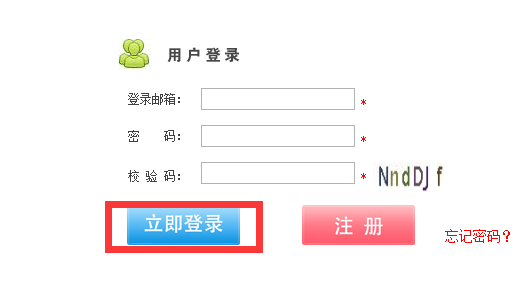 用户登录
登录邮箱： *
密 码： *
校 验 码： * NndDJ f
立即登录 注 册 忘记密码？